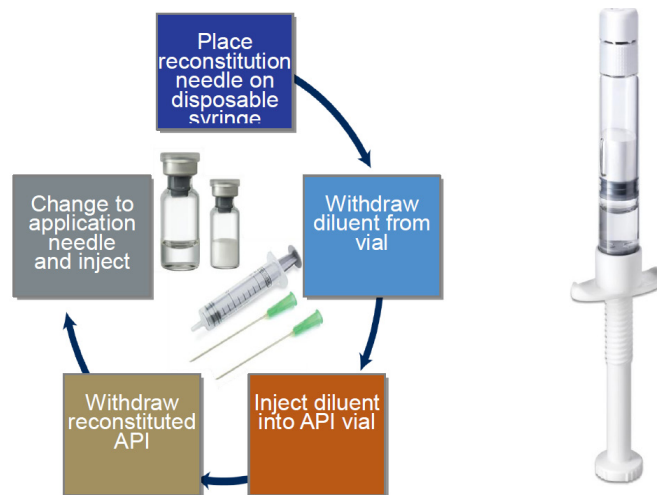 Place
reconstitution
needle on
disposable
syringe
Withdraw
diluent from
vial
Inject diluent
into API vial
Withdraw
reconstituted
API
Change to
application
needle
and inject